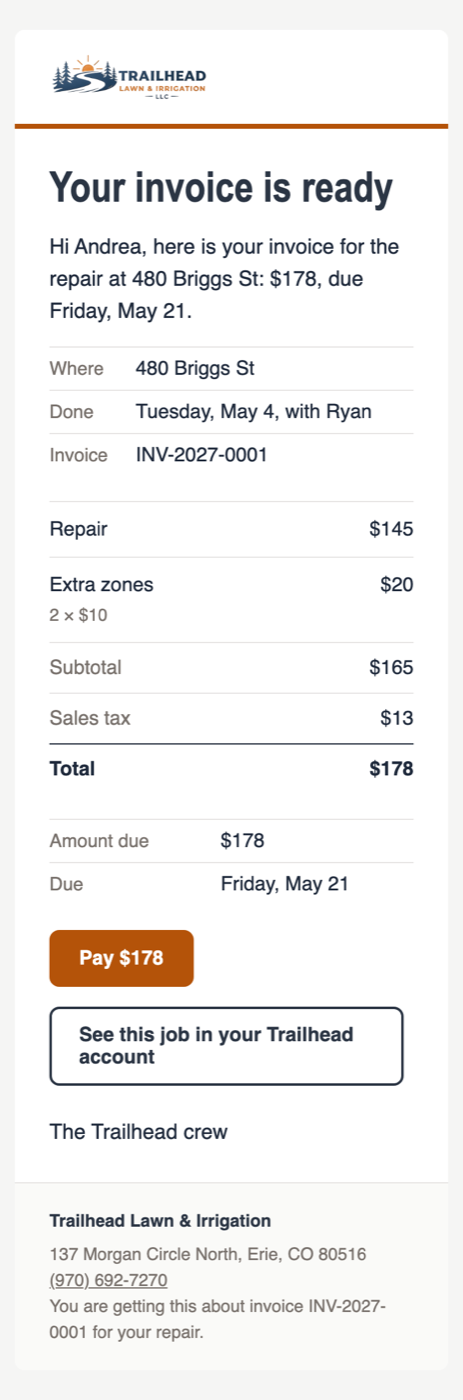 TRAILHEAD
LAWN & IRRIGATION
LLC
Your invoice is ready
Hi Andrea, here is your invoice for the
repair at 480 Briggs St: $178, due
Friday, May 21.
Where 480 Briggs St
Done Tuesday, May 4, with Ryan
Invoice INV-2027-0001
Repair $145
Extra zones $20
2 × $10
Subtotal $165
Sales tax $13
Total $178
Amount due $178
Due Friday, May 21
Pay $178
See this job in your Trailhead
account
The Trailhead crew
Trailhead Lawn & Irrigation
137 Morgan Circle North, Erie, CO 80516
(970) 692-7270
You are getting this about invoice INV-2027-
0001 for your repair.